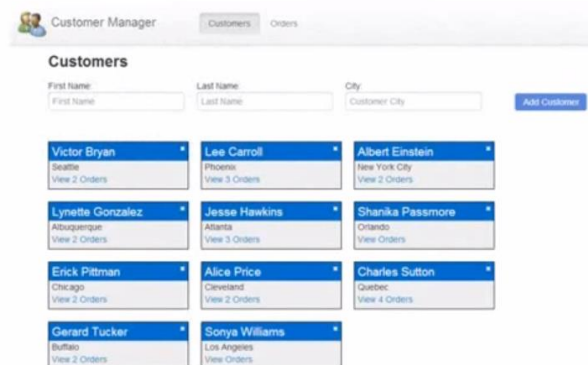 Customer Manager Customers Orders
Customers
First Name: Last Name: City:
First Name Last Name Customer City Add Customer
Victor Bryan Lee Carroll Albert Einstein
Seattle Phoenix New York City
View 2 Orders View 3 Orders View 2 Orders
Lynette Gonzalez Jesse Hawkins Shanika Passmore
Albuquerque Atlanta Orlando
View 2 Orders View 3 Orders View Orders
Erick Pittman Alice Price Charles Sutton
Chicago Cleveland Quebec
View 2 Orders View 2 Orders View 4 Orders
Gerard Tucker Sonya Williams
Buffalo Los Angeles
View 2 Orders View Orders